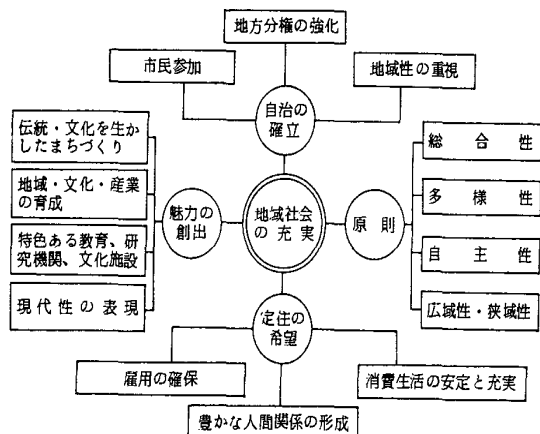 地方分権の強化
市民参加
地域性の重視
自治の
確立
伝統・文化を生か
したまちづくり
地域・文化・産業
の育成
特色ある教育、研
究機関、文化施設
現代性の表現
魅力の
創出
地域社会
の充実
原則
総合性
多様性
自主性
広域性・狭域性
定住の
希望
雇用の確保
消費生活の安定と充実
豊かな人間関係の形成